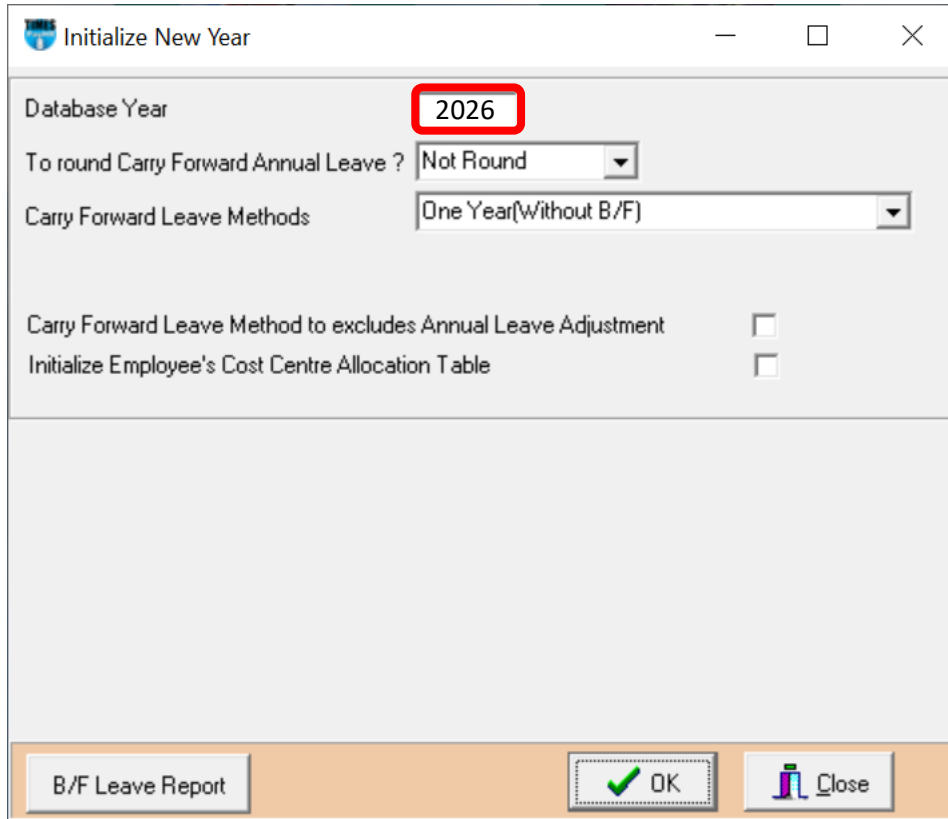 TIMES
Initialize New Year
Database Year 2026
To round Carry Forward Annual Leave ? Not Round
Carry Forward Leave Methods One Year(Without B/F)
Carry Forward Leave Method to excludes Annual Leave Adjustment
Initialize Employee's Cost Centre Allocation Table
B/F Leave Report OK Close